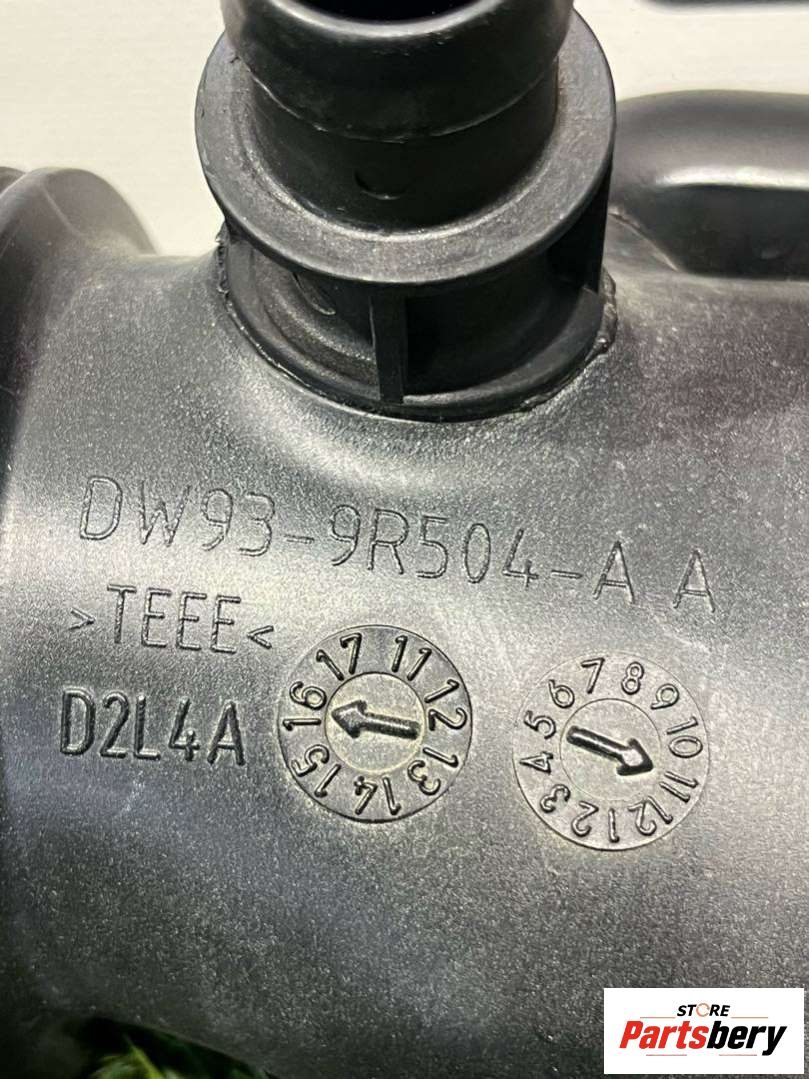 DW93-9R504-A A
>TEEE<
D2L4A
11 12 13 14 15 16 17
1 2 3 4 5 6 7 8 9 10 11 12
STORE
Partsbery